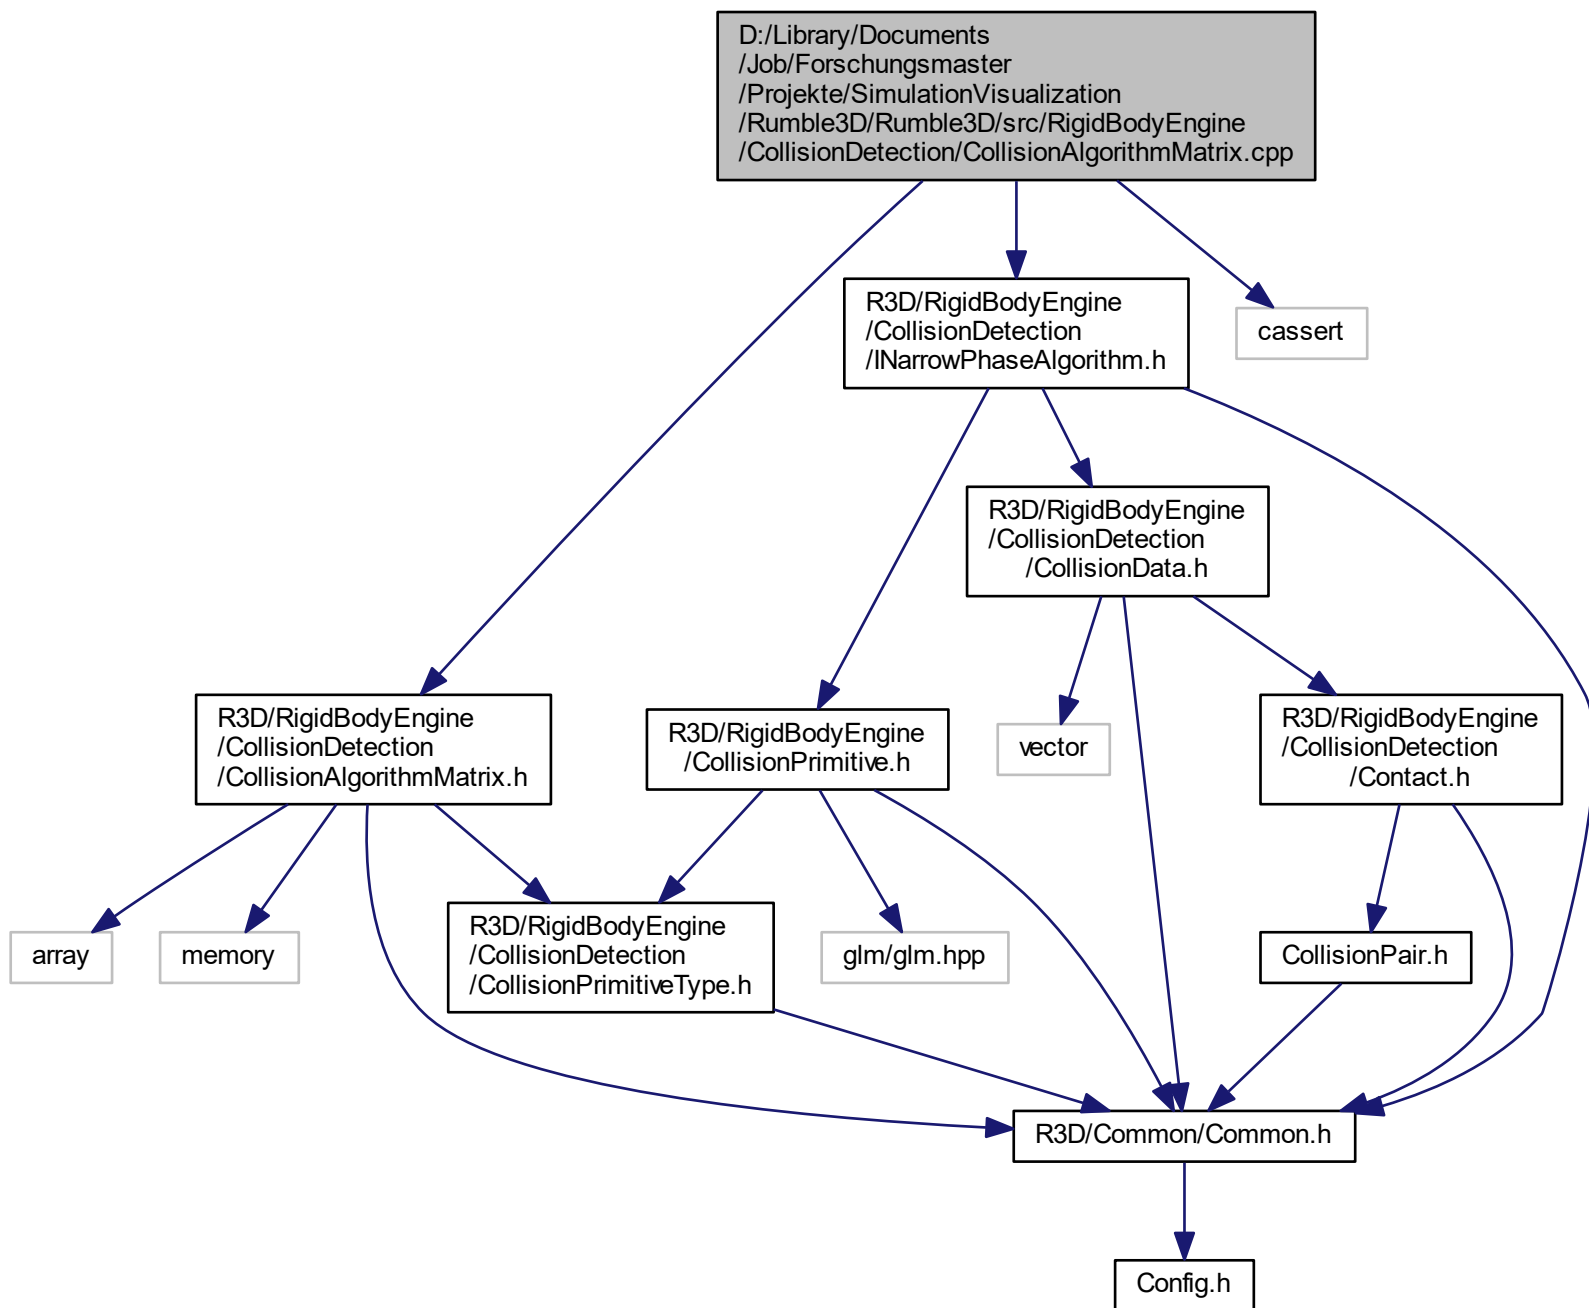 D:/Library/Documents
/Job/Forschungsmaster
/Projekte/SimulationVisualization
/Rumble3D/Rumble3D/src/RigidBodyEngine
/CollisionDetection/CollisionAlgorithmMatrix.cpp
R3D/RigidBodyEngine
/CollisionDetection
/INarrowPhaseAlgorithm.h
cassert
R3D/RigidBodyEngine
/CollisionDetection
/CollisionData.h
R3D/RigidBodyEngine
/CollisionDetection
/CollisionAlgorithmMatrix.h
R3D/RigidBodyEngine
/CollisionPrimitive.h
vector
R3D/RigidBodyEngine
/CollisionDetection
/Contact.h
array
memory
R3D/RigidBodyEngine
/CollisionDetection
/CollisionPrimitiveType.h
glm/glm.hpp
CollisionPair.h
R3D/Common/Common.h
Config.h